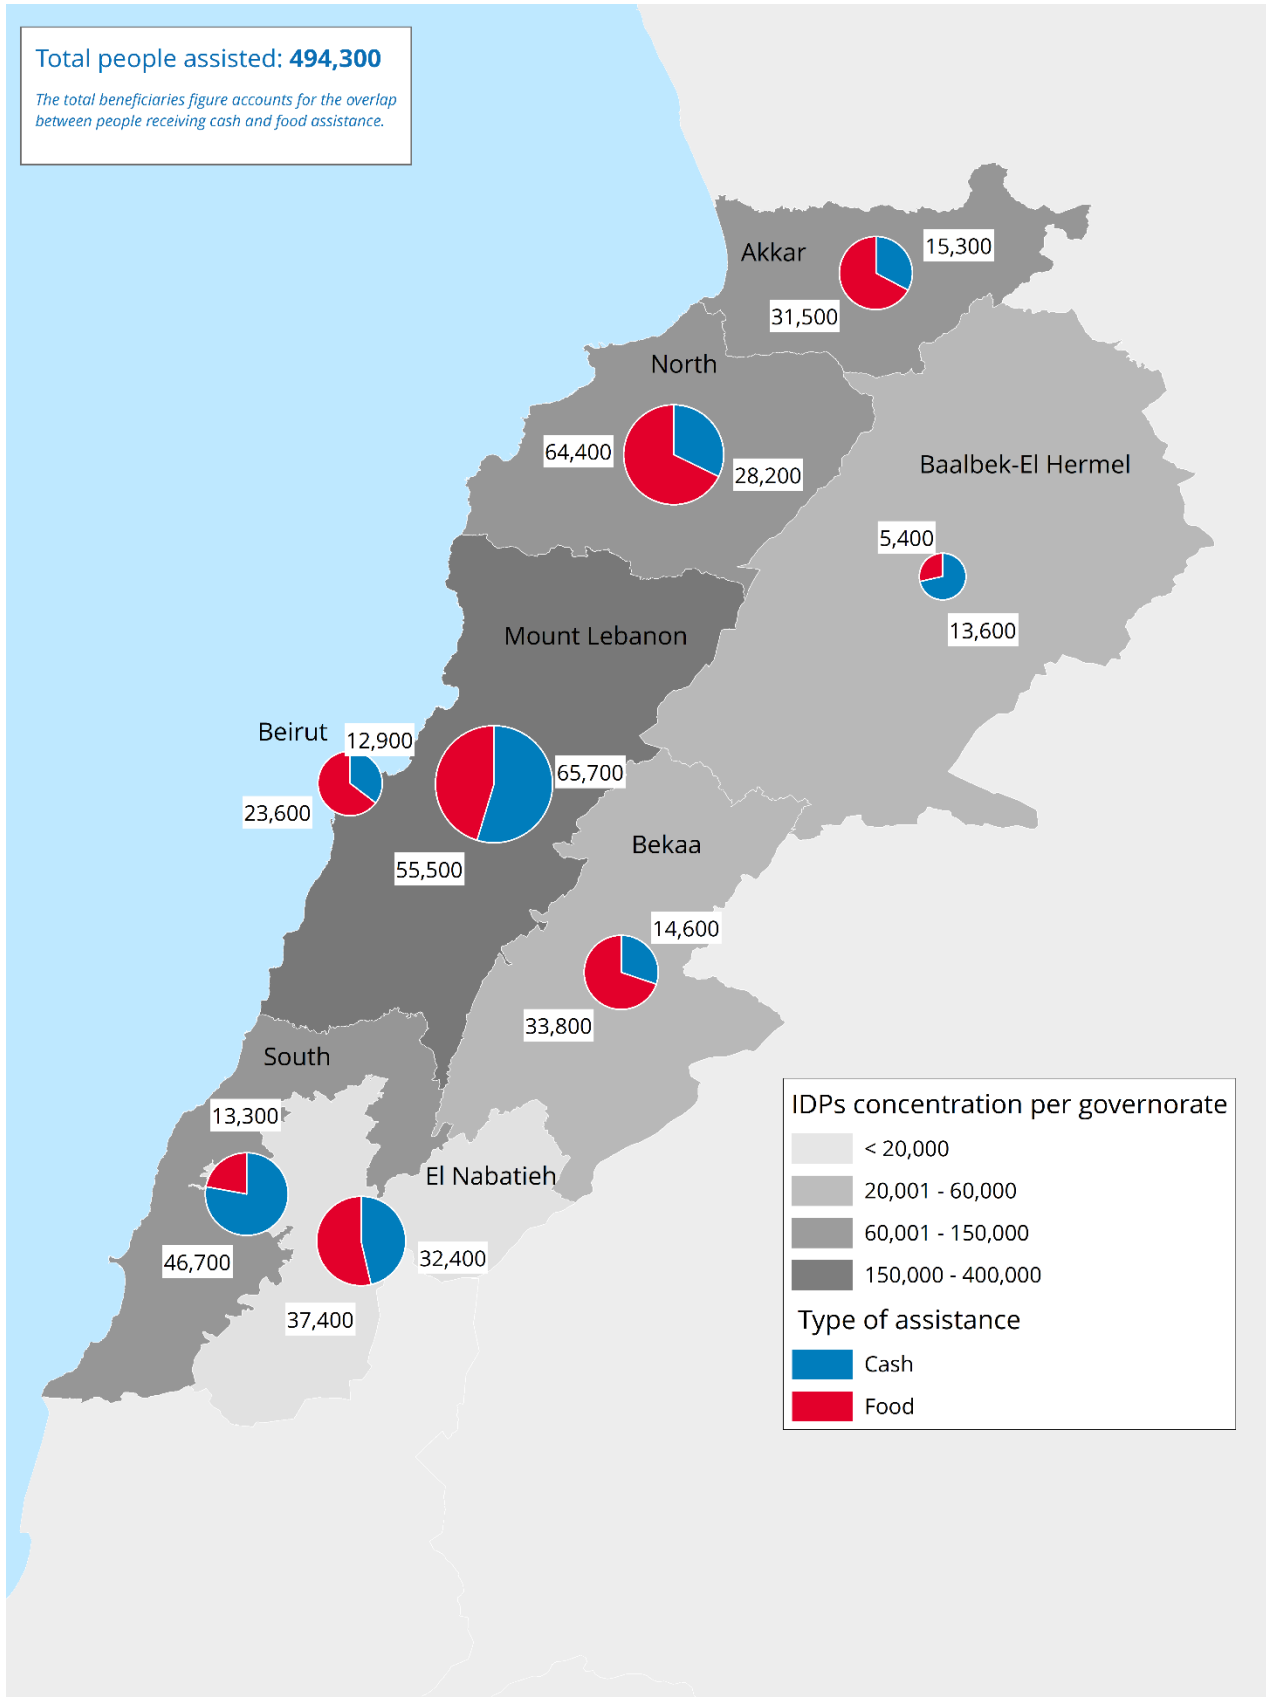 Total people assisted: 494,300
The total beneficiaries figure accounts for the overlap
between people receiving cash and food assistance.
Akkar
15,300
31,500
North
64,400
28,200
Baalbek-El Hermel
5,400
13,600
Mount Lebanon
Beirut
12,900
65,700
23,600
55,500
Bekaa
14,600
33,800
South
13,300
El Nabatieh
46,700
32,400
37,400
IDPs concentration per governorate
< 20,000
20,001 - 60,000
60,001 - 150,000
150,000 - 400,000
Type of assistance
Cash
Food